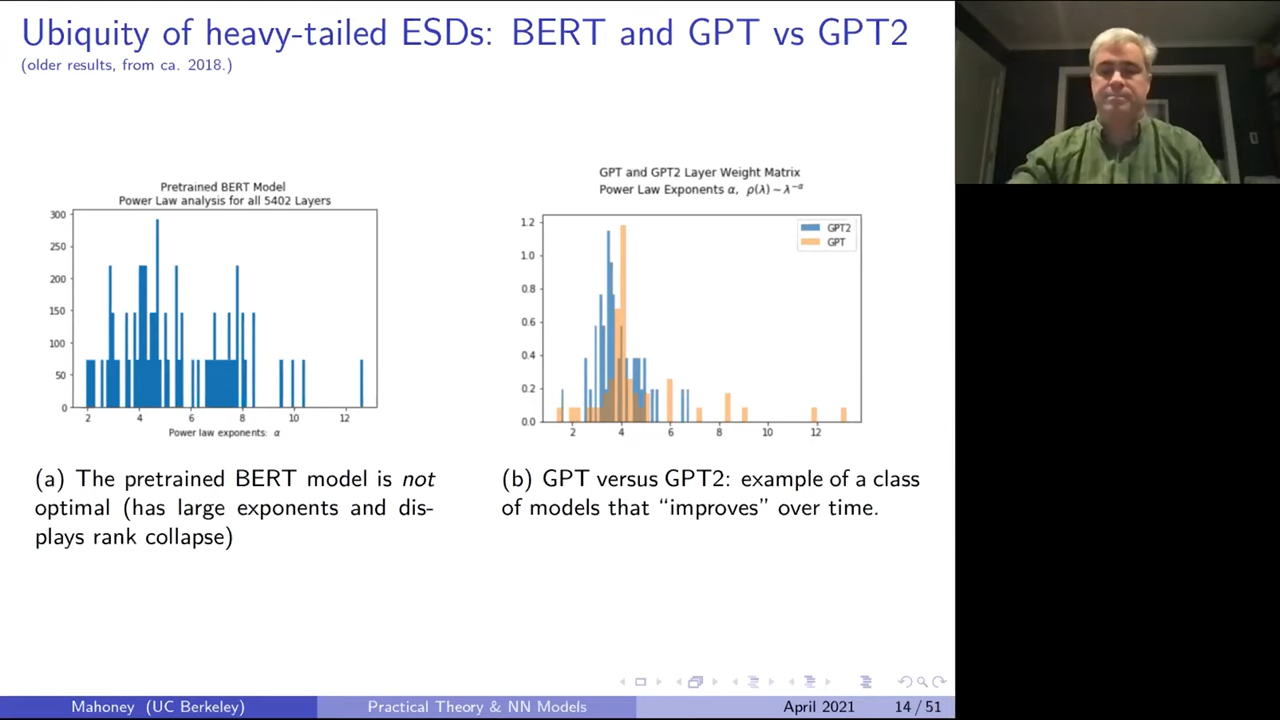 Ubiquity of heavy-tailed ESDs: BERT and GPT vs GPT2
(older results, from ca. 2018.)
Pretrained BERT Model
Power Law analysis for all 5402 Layers
300
250
200
150
100
50
0
2 4 6 8 10 12
Power law exponents: α
(a) The pretrained BERT model is not
optimal (has large exponents and dis-
plays rank collapse)
GPT and GPT2 Layer Weight Matrix
Power Law Exponents α, ρ(λ) ~ λ^{-α}
GPT2
GPT
1.2
1.0
0.8
0.6
0.4
0.2
0.0
2 4 6 8 10 12
(b) GPT versus GPT2: example of a class
of models that “improves” over time.
Mahoney (UC Berkeley) Practical Theory & NN Models April 2021 14 / 51